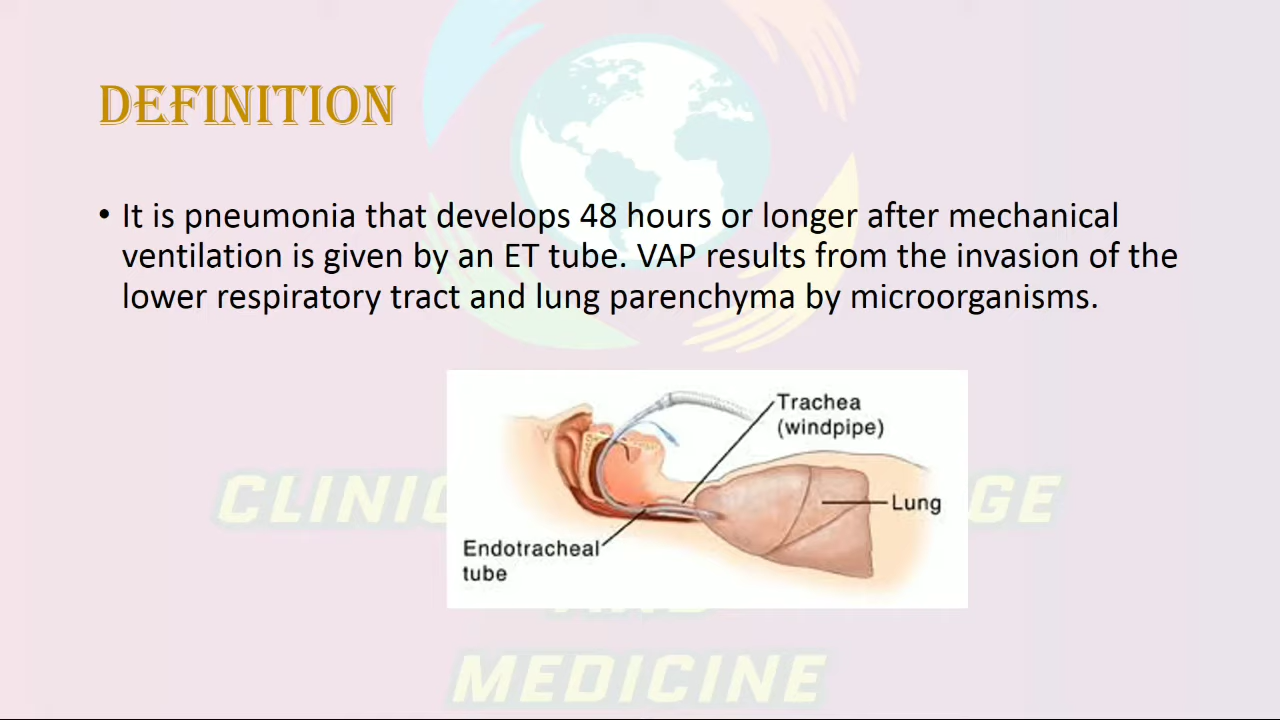 DEFINITION
• It is pneumonia that develops 48 hours or longer after mechanical
ventilation is given by an ET tube. VAP results from the invasion of the
lower respiratory tract and lung parenchyma by microorganisms.
Trachea
(windpipe)
Lung
Endotracheal
tube
MEDICINE